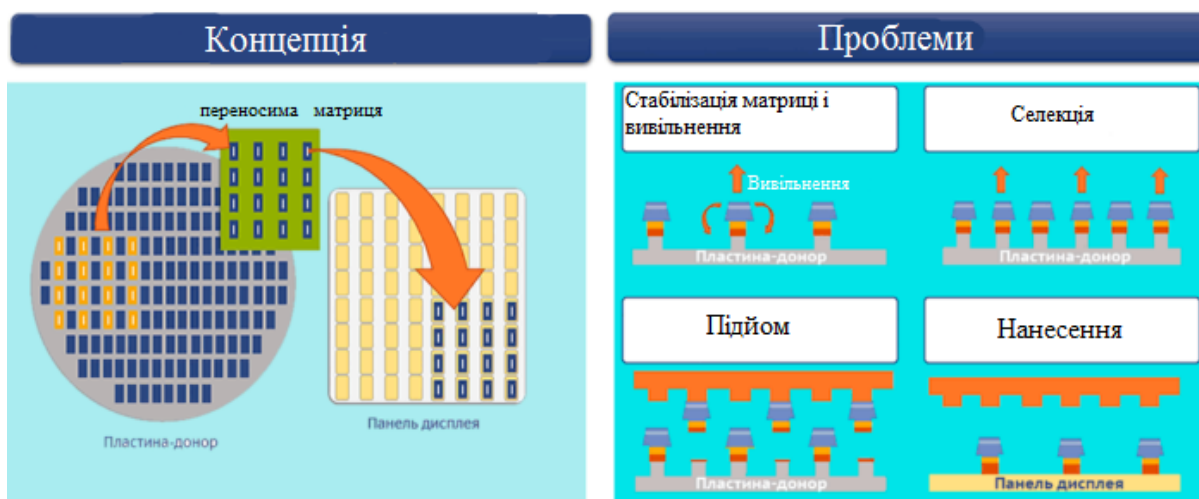 Концепція
переносима матриця
Пластина-донор
Панель дисплея
Проблеми
Стабілізація матриці і
вивільнення
Вивільнення
Пластина-донор
Селекція
Пластина-донор
Підйом
Пластина-донор
Нанесення
Панель дисплея